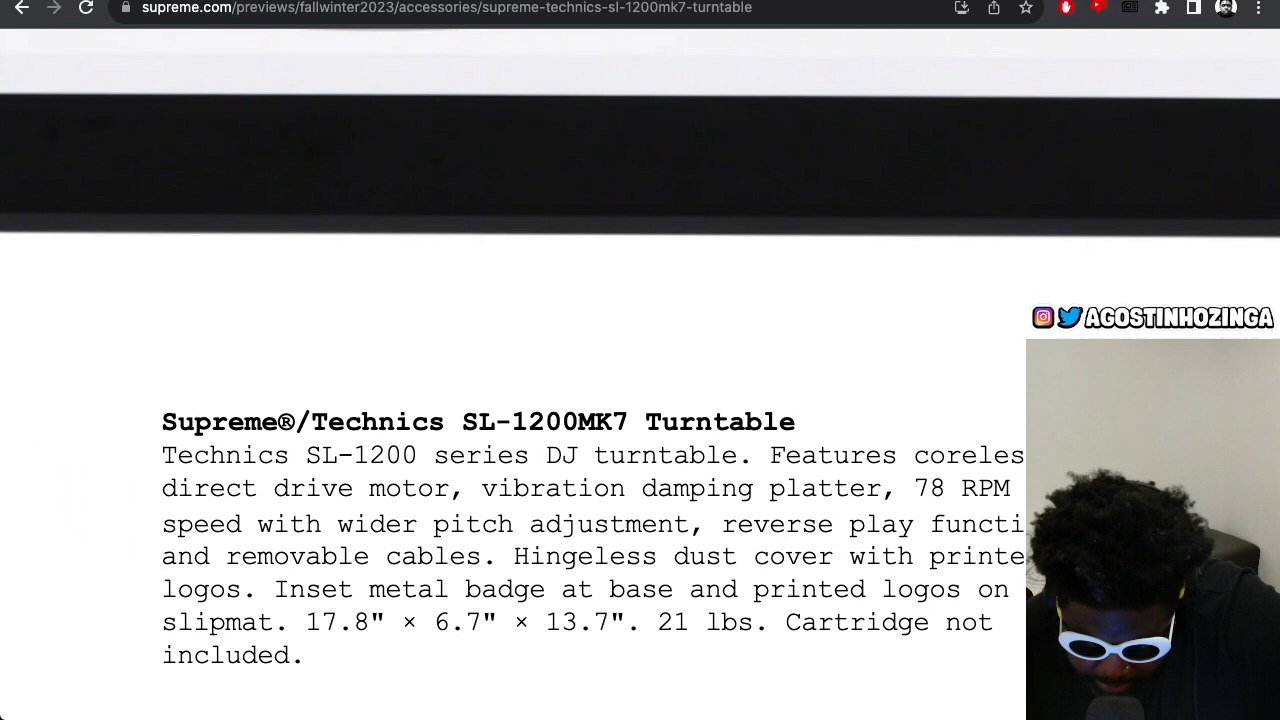 supreme.com/previews/fallwinter2023/accessories/supreme-technics-sl-1200mk7-turntable
AGOSTINHOZINGA
Supreme®/Technics SL-1200MK7 Turntable
Technics SL-1200 series DJ turntable. Features coreles
direct drive motor, vibration damping platter, 78 RPM
speed with wider pitch adjustment, reverse play functi
and removable cables. Hingeless dust cover with printe
logos. Inset metal badge at base and printed logos on
slipmat. 17.8" × 6.7" × 13.7". 21 lbs. Cartridge not
included.